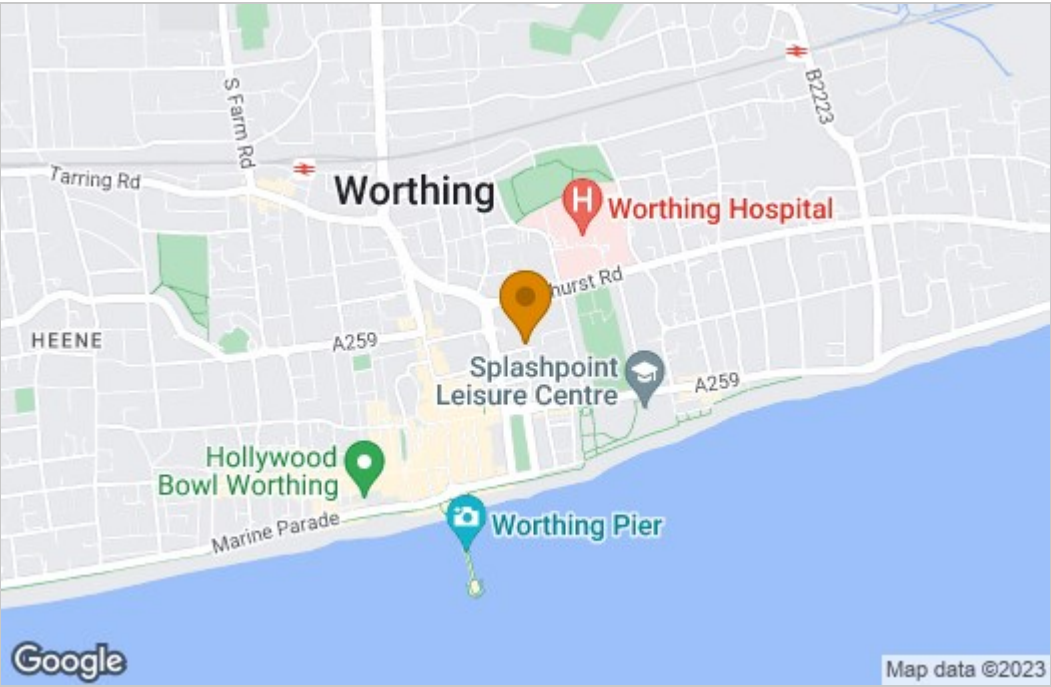 B2223
S Farm Rd
Tarring Rd
Worthing
H
Worthing Hospital
hurst Rd
HEENE
A259
Splashpoint
Leisure Centre
A259
Hollywood
Bowl Worthing
Marine Parade
Worthing Pier
Google
Map data ©2023